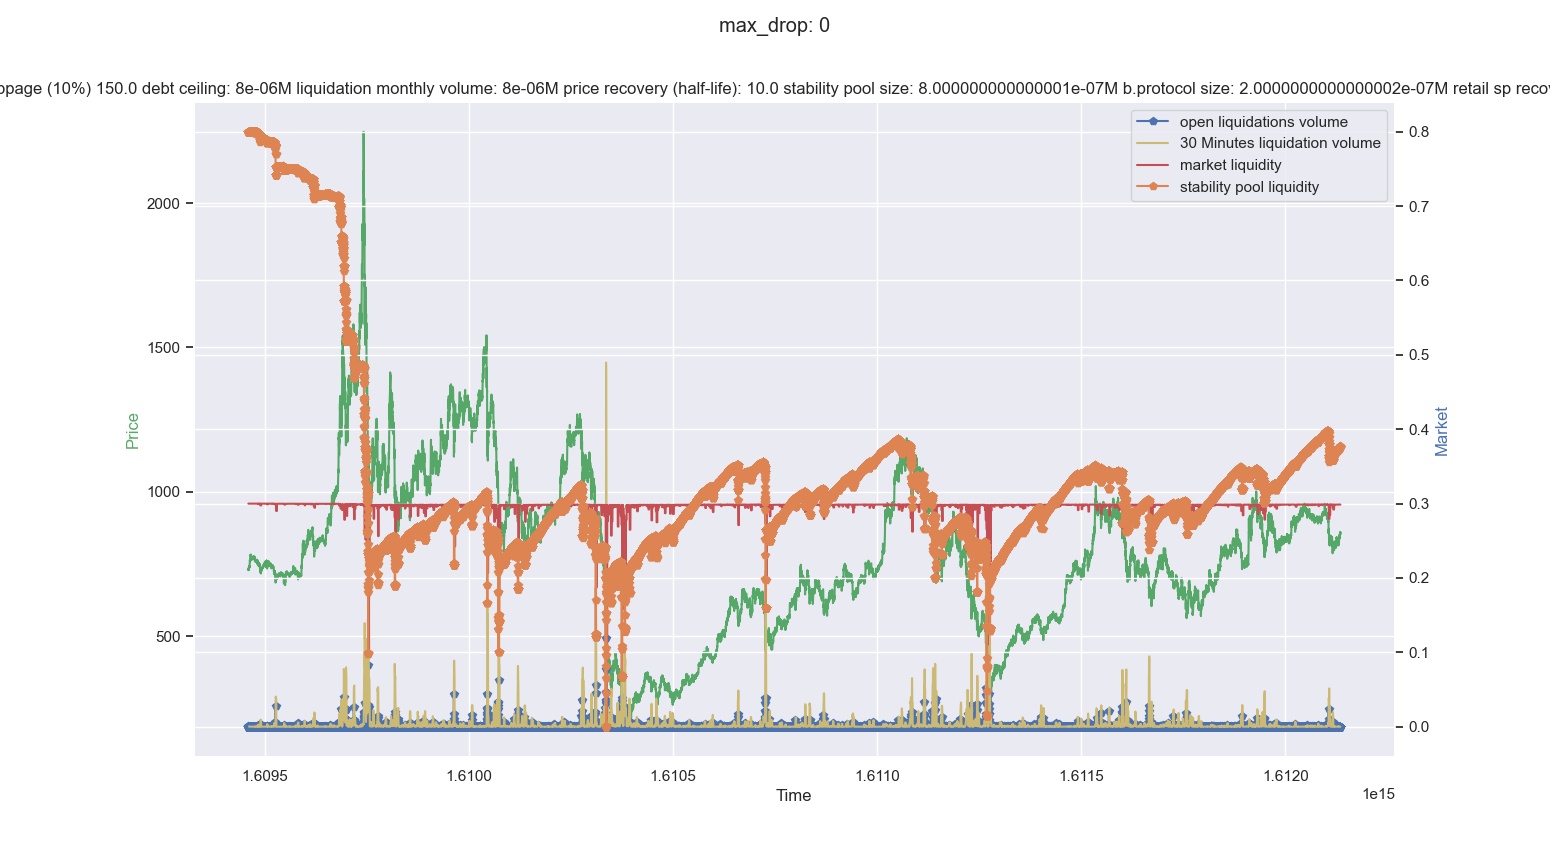 max_drop: 0
(10%) 150.0 debt ceiling: 8e-06M liquidation monthly volume: 8e-06M price recovery (half-life): 10.0 stability pool size: 8.000000000000001e-07M b.protocol size: 2.0000000000000002e-07M retail sp
open liquidations volume
30 Minutes liquidation volume
market liquidity
stability pool liquidity
2000
1500
1000
500
Price
0.8
0.7
0.6
0.5
0.4
0.3
0.2
0.1
0.0
Market
1.6095 1.6100 1.6105 1.6110 1.6115 1.6120
Time
1e15